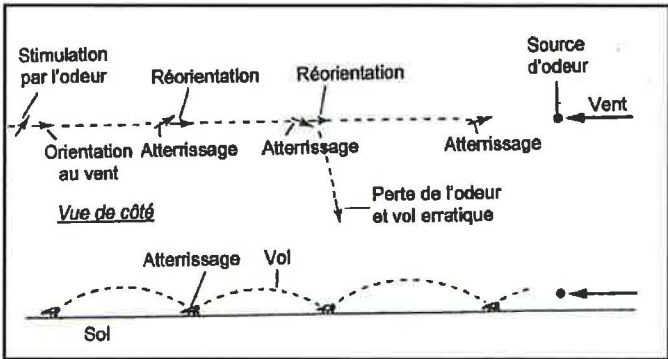 Stimulation
par l'odeur
Réorientation
Réorientation
Source
d'odeur
Vent
Orientation
au vent
Atterrissage
Atterrissage
Atterrissage
Perte de l'odeur
et vol erratique
Vue de côté
Atterrissage
Vol
Sol